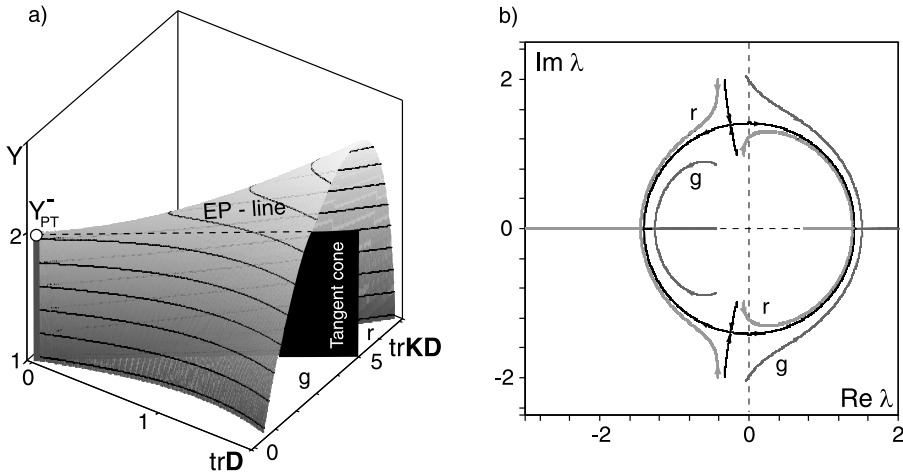 a)
Y
Y⁻PT
2
1
EP - line
Tangent cone
0
1
trD
0
g
5
r
trKD
b)
Im λ
2
r
g
0
r
-2
g
Re λ
-2
0
2